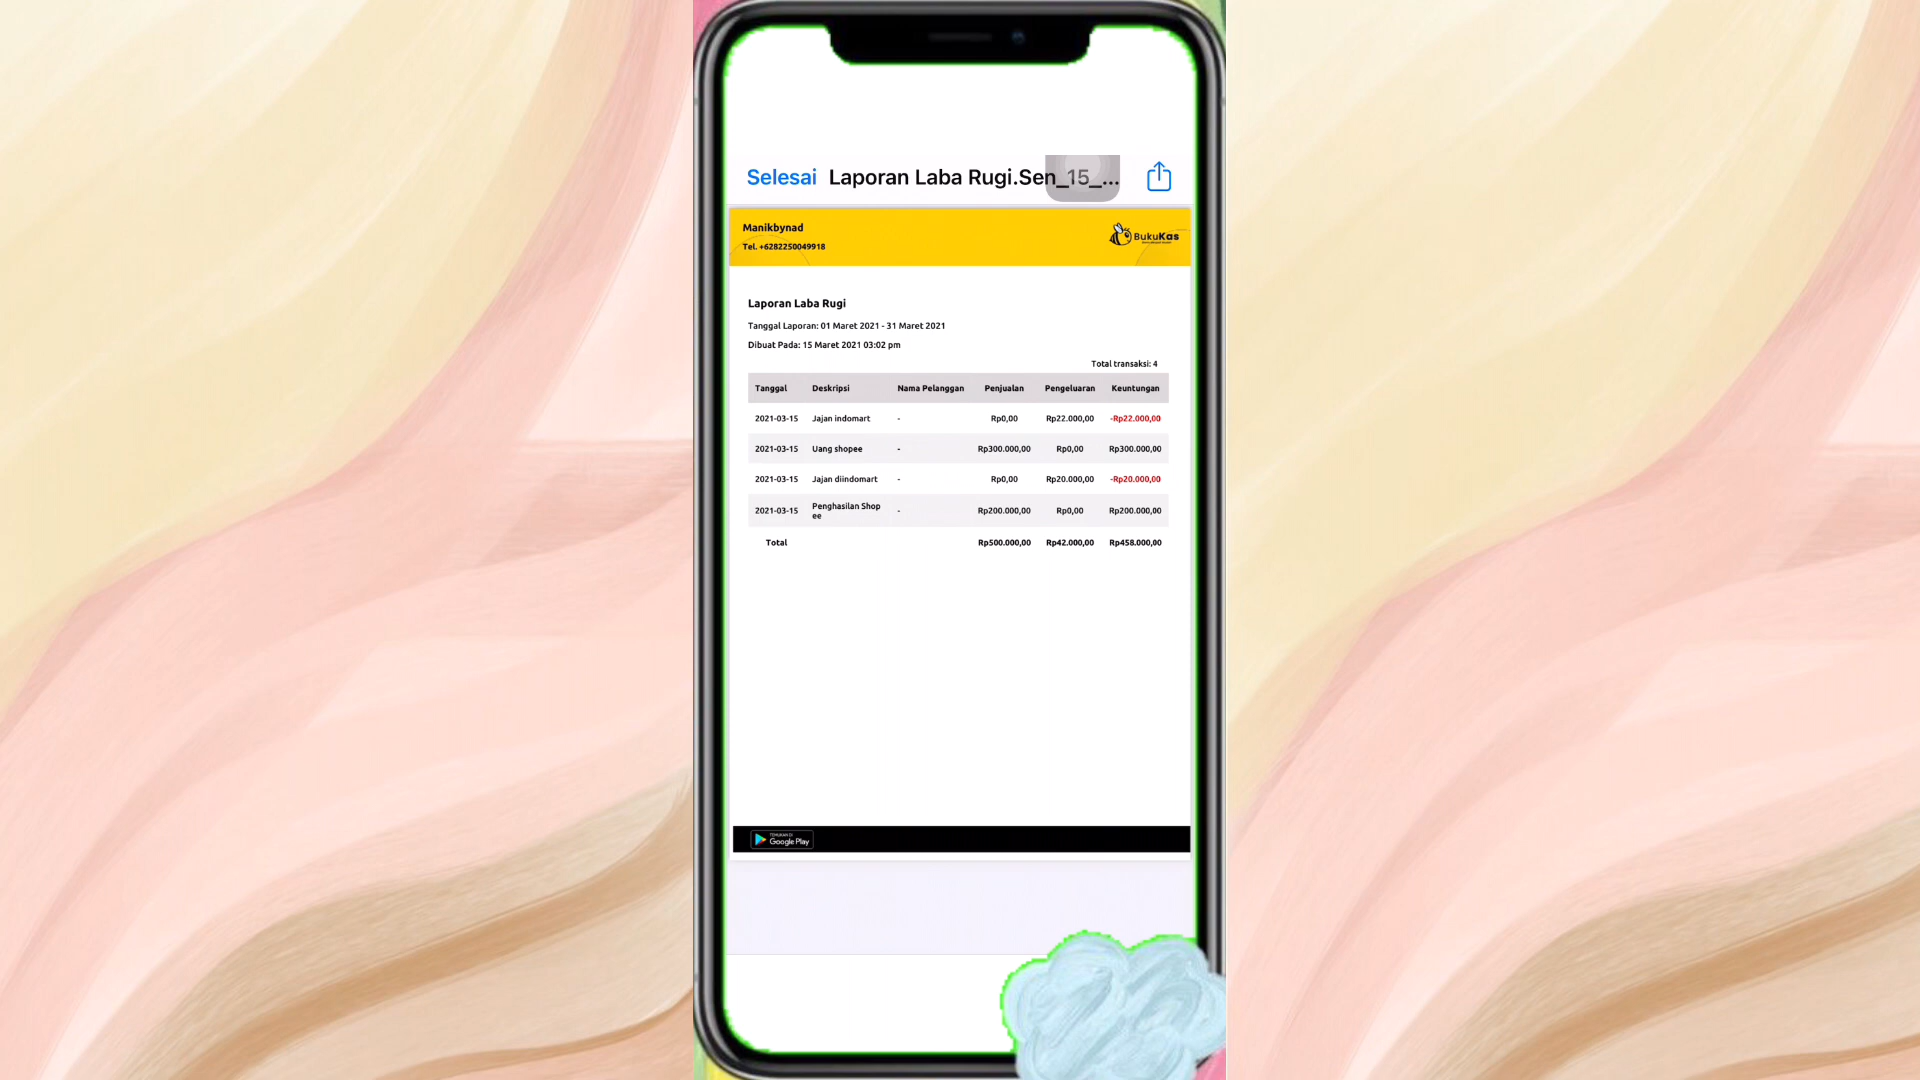 Selesai Laporan Laba Rugi.Sen_15_...
Manikbynad
Tel. +6282250049918
BukuKas
Laporan Laba Rugi
Tanggal Laporan: 01 Maret 2021 - 31 Maret 2021
Dibuat Pada: 15 Maret 2021 03:02 pm
Total transaksi: 4
Tanggal Deskripsi Nama Pelanggan Penjualan Pengeluaran Keuntungan
2021-03-15 Jajan indomart - Rp0,00 Rp22.000,00 -Rp22.000,00
2021-03-15 Uang shopee - Rp300.000,00 Rp0,00 Rp300.000,00
2021-03-15 Jajan diindomart - Rp0,00 Rp20.000,00 -Rp20.000,00
2021-03-15 Penghasilan Shop - Rp200.000,00 Rp0,00 Rp200.000,00
ee
Total Rp500.000,00 Rp42.000,00 Rp458.000,00
TEMUKAN DI
Google Play